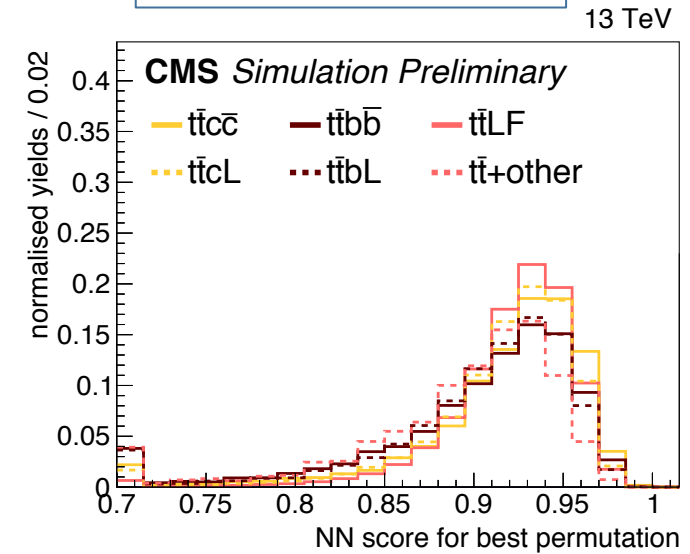 13 TeV
CMS Simulation Preliminary
normalised yields / 0.02
0.4
0.35
0.3
0.25
0.2
0.15
0.1
0.05
0
tt̅cc̅
tt̅bb̅
tt̅LF
tt̅cL
tt̅bL
tt̅+other
0.7
0.75
0.8
0.85
0.9
0.95
1
NN score for best permutation